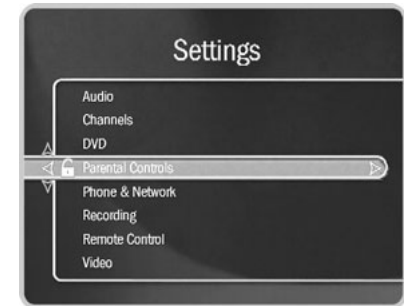 Settings
Audio
Channels
DVD
Parental Controls
Phone & Network
Recording
Remote Control
Video